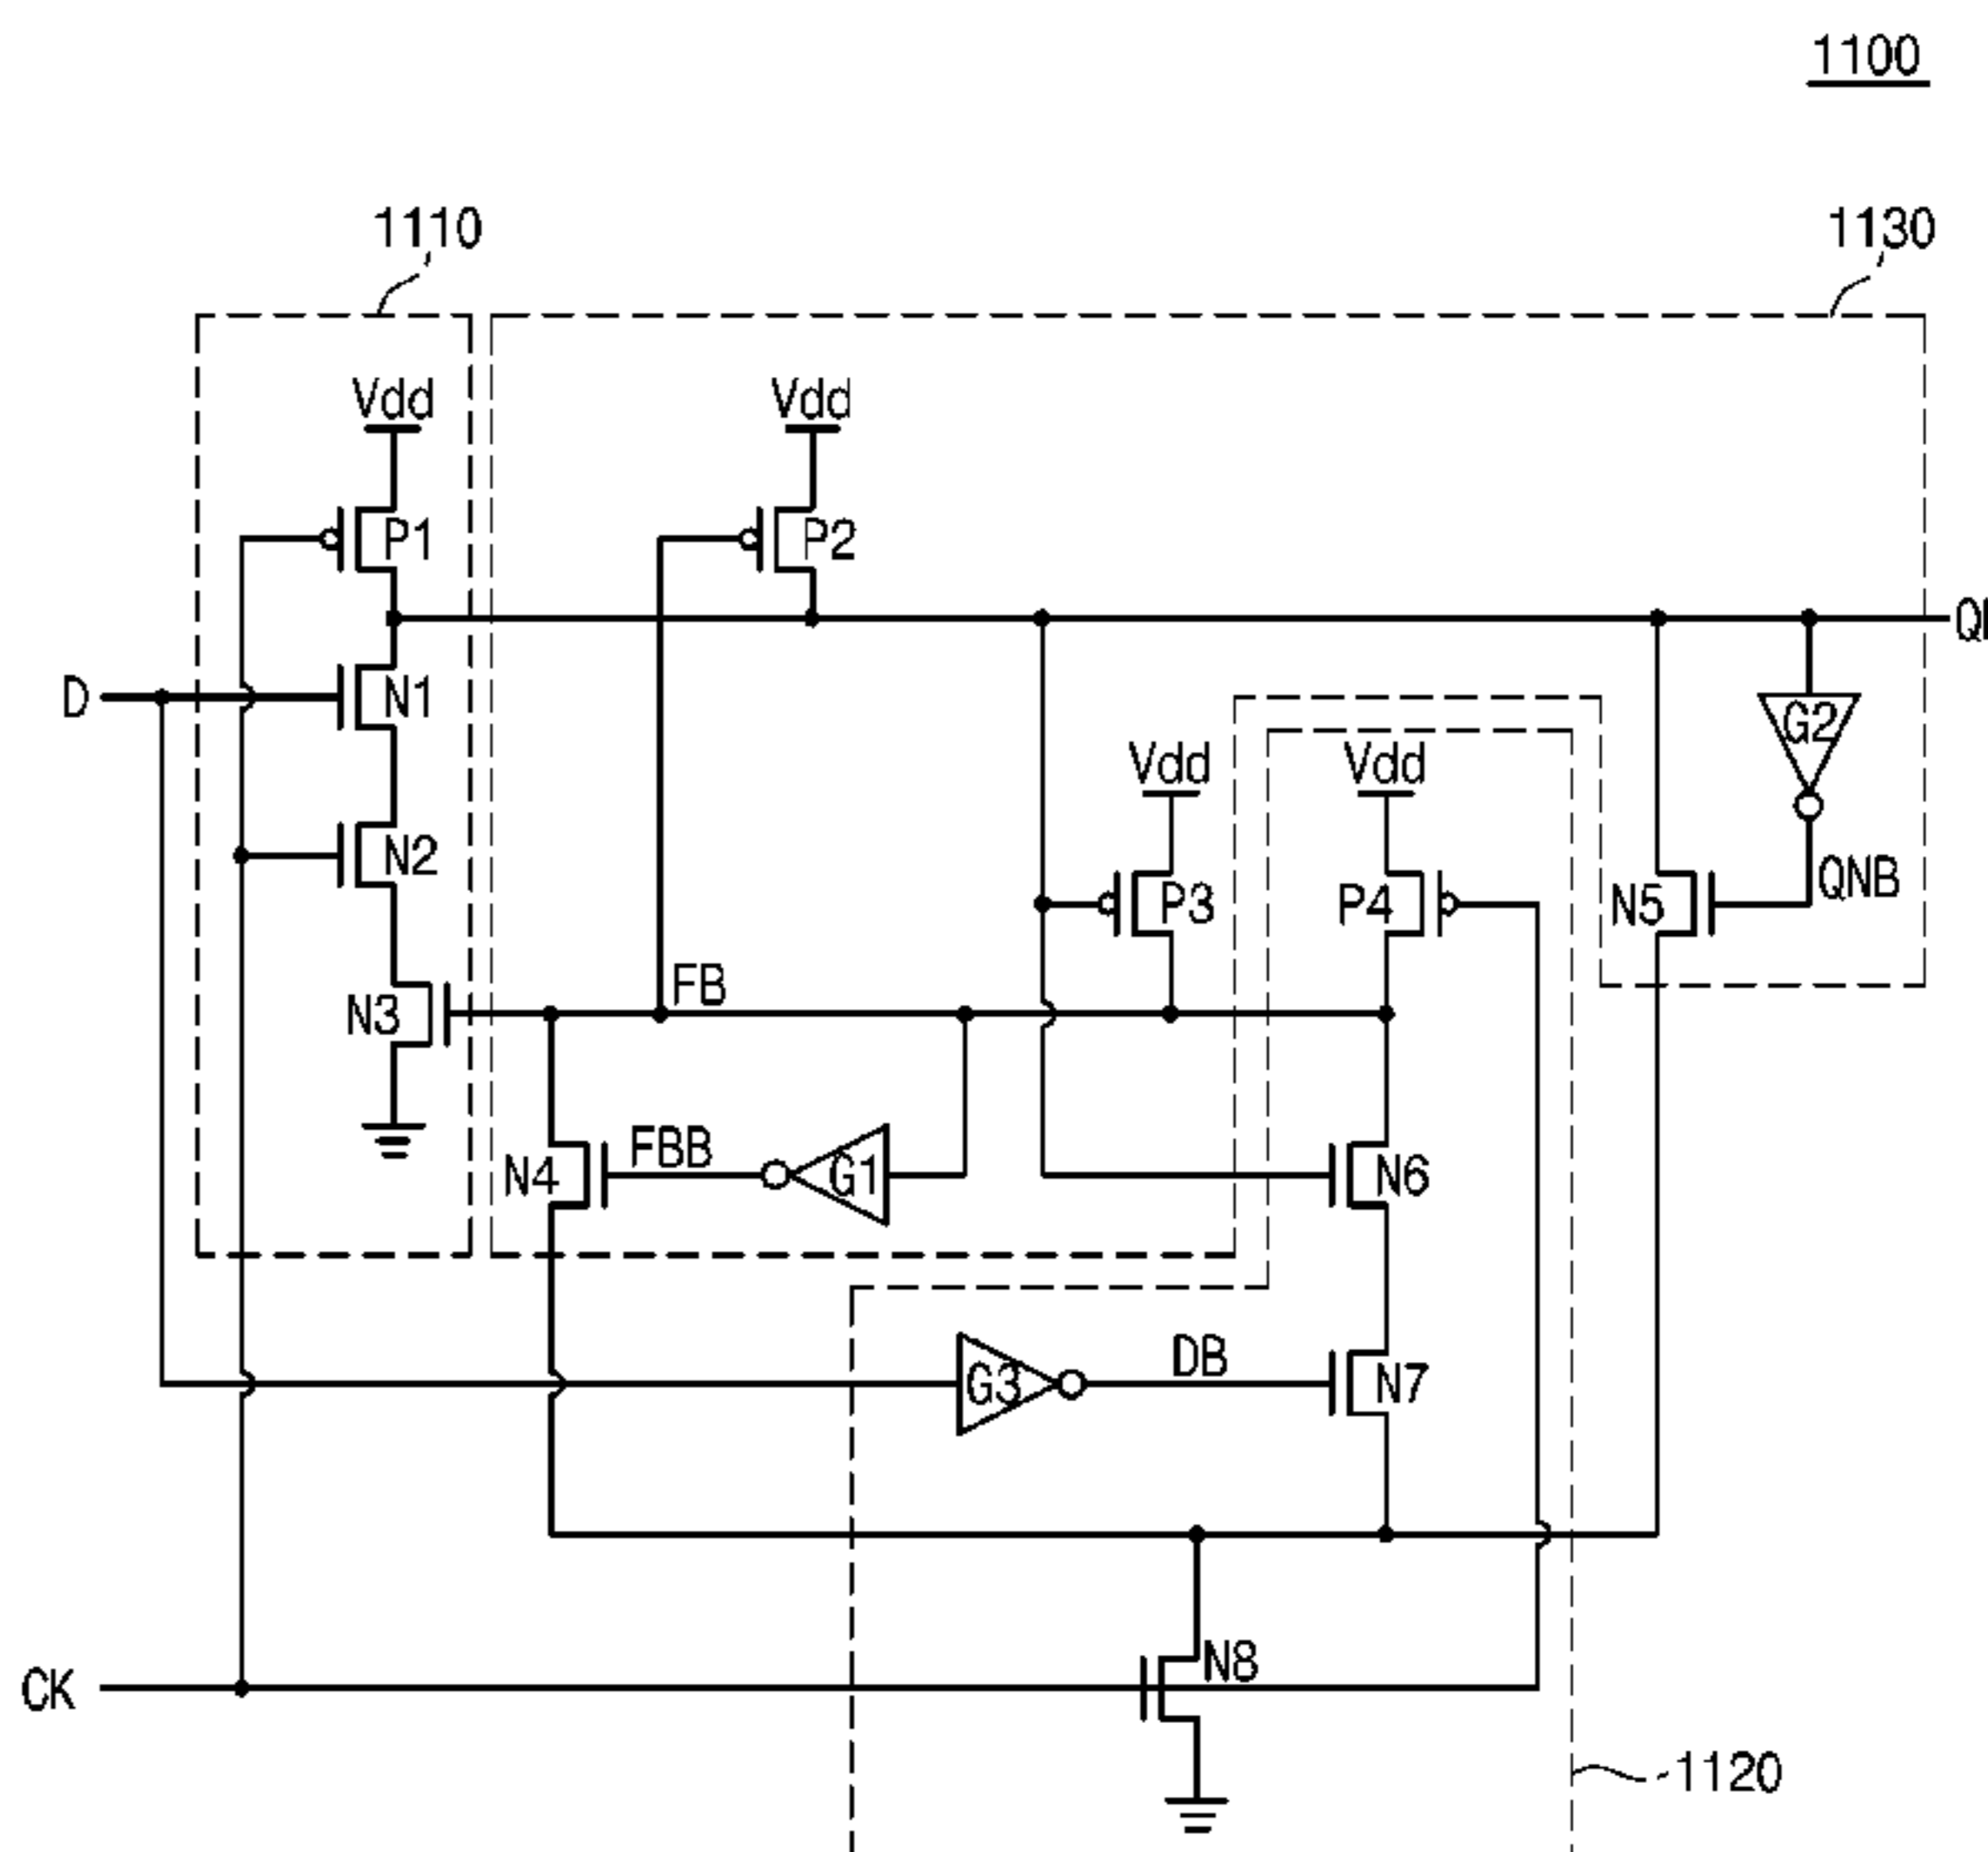 1100
1110
1130
Vdd
Vdd
P1
P2
D
N1
G2
Vdd
Vdd
N2
P3
P4
N5
QNB
FB
N3
N4
FBB
G1
N6
G3
DB
N7
N8
CK
1120